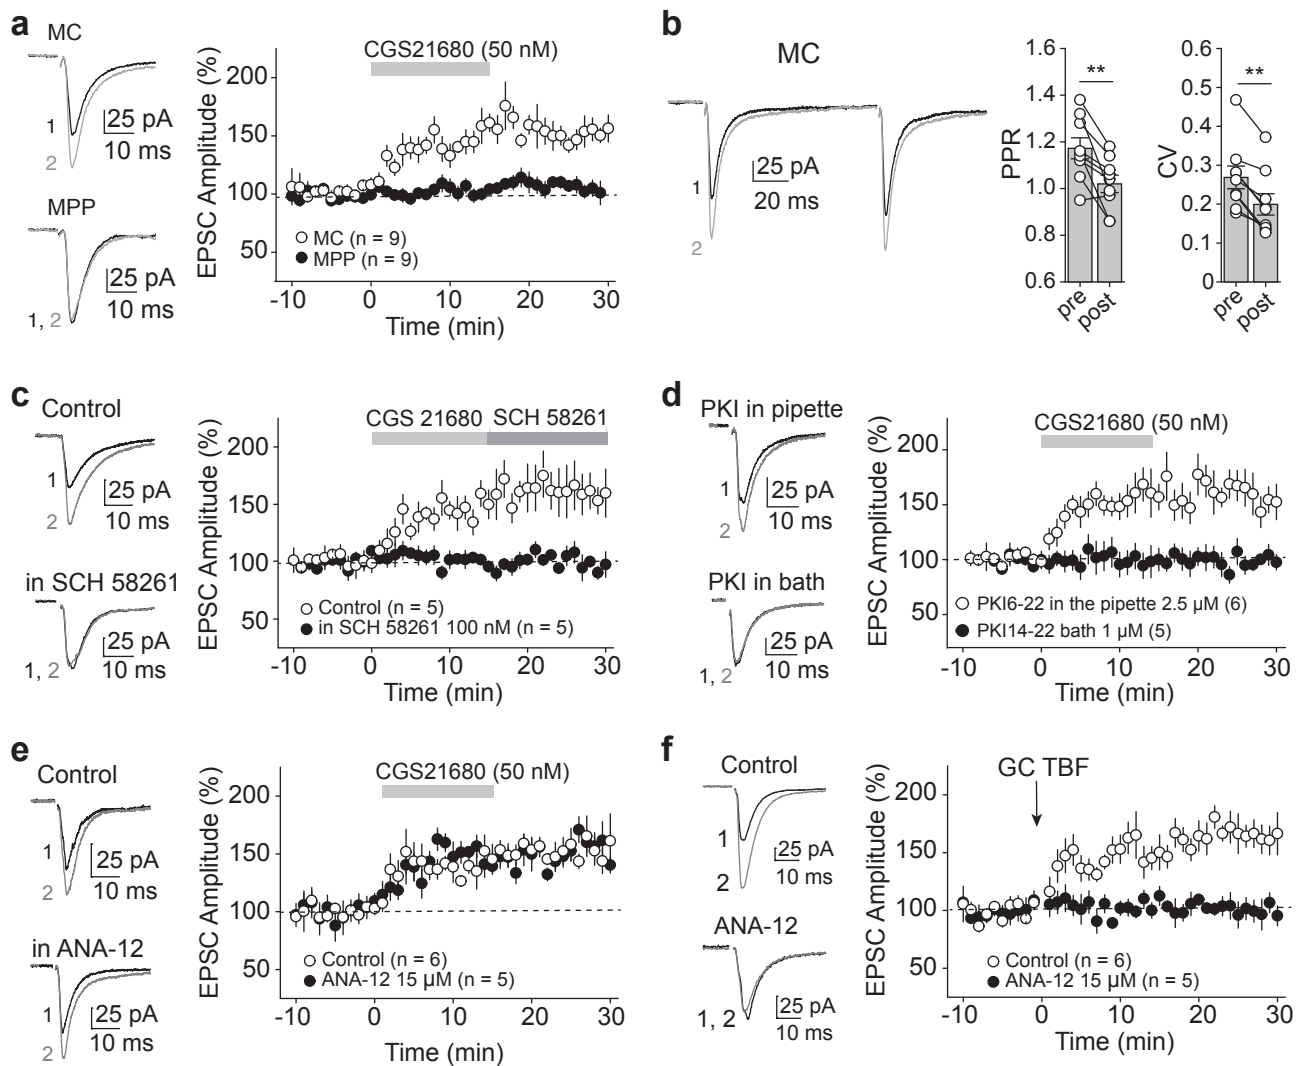 a
MC
1
2
25 pA
10 ms
MPP
1, 2
25 pA
10 ms
CGS21680 (50 nM)
EPSC Amplitude (%)
200
150
100
50
MC (n = 9)
MPP (n = 9)
-10 0 10 20 30
Time (min)
b
MC
1
2
25 pA
20 ms
PPR
1.6
1.4
1.2
1.0
0.8
0.6
**
pre post
CV
0.6
0.5
0.4
0.3
0.2
0.1
0
**
pre post
c
Control
1
2
25 pA
10 ms
in SCH 58261
1, 2
25 pA
10 ms
CGS 21680 SCH 58261
EPSC Amplitude (%)
200
150
100
50
Control (n = 5)
in SCH 58261 100 nM (n = 5)
-10 0 10 20 30
Time (min)
d
PKI in pipette
1
2
25 pA
10 ms
PKI in bath
1, 2
25 pA
10 ms
CGS21680 (50 nM)
EPSC Amplitude (%)
200
150
100
50
PKI6-22 in the pipette 2.5 µM (6)
PKI14-22 bath 1 µM (5)
-10 0 10 20 30
Time (min)
e
Control
1
2
25 pA
10 ms
in ANA-12
1
2
25 pA
10 ms
CGS21680 (50 nM)
EPSC Amplitude (%)
200
150
100
50
Control (n = 6)
ANA-12 15 µM (n = 5)
-10 0 10 20 30
Time (min)
f
Control
1
2
25 pA
10 ms
ANA-12
1, 2
25 pA
10 ms
GC TBF
EPSC Amplitude (%)
200
150
100
50
Control (n = 6)
ANA-12 15 µM (n = 5)
-10 0 10 20 30
Time (min)